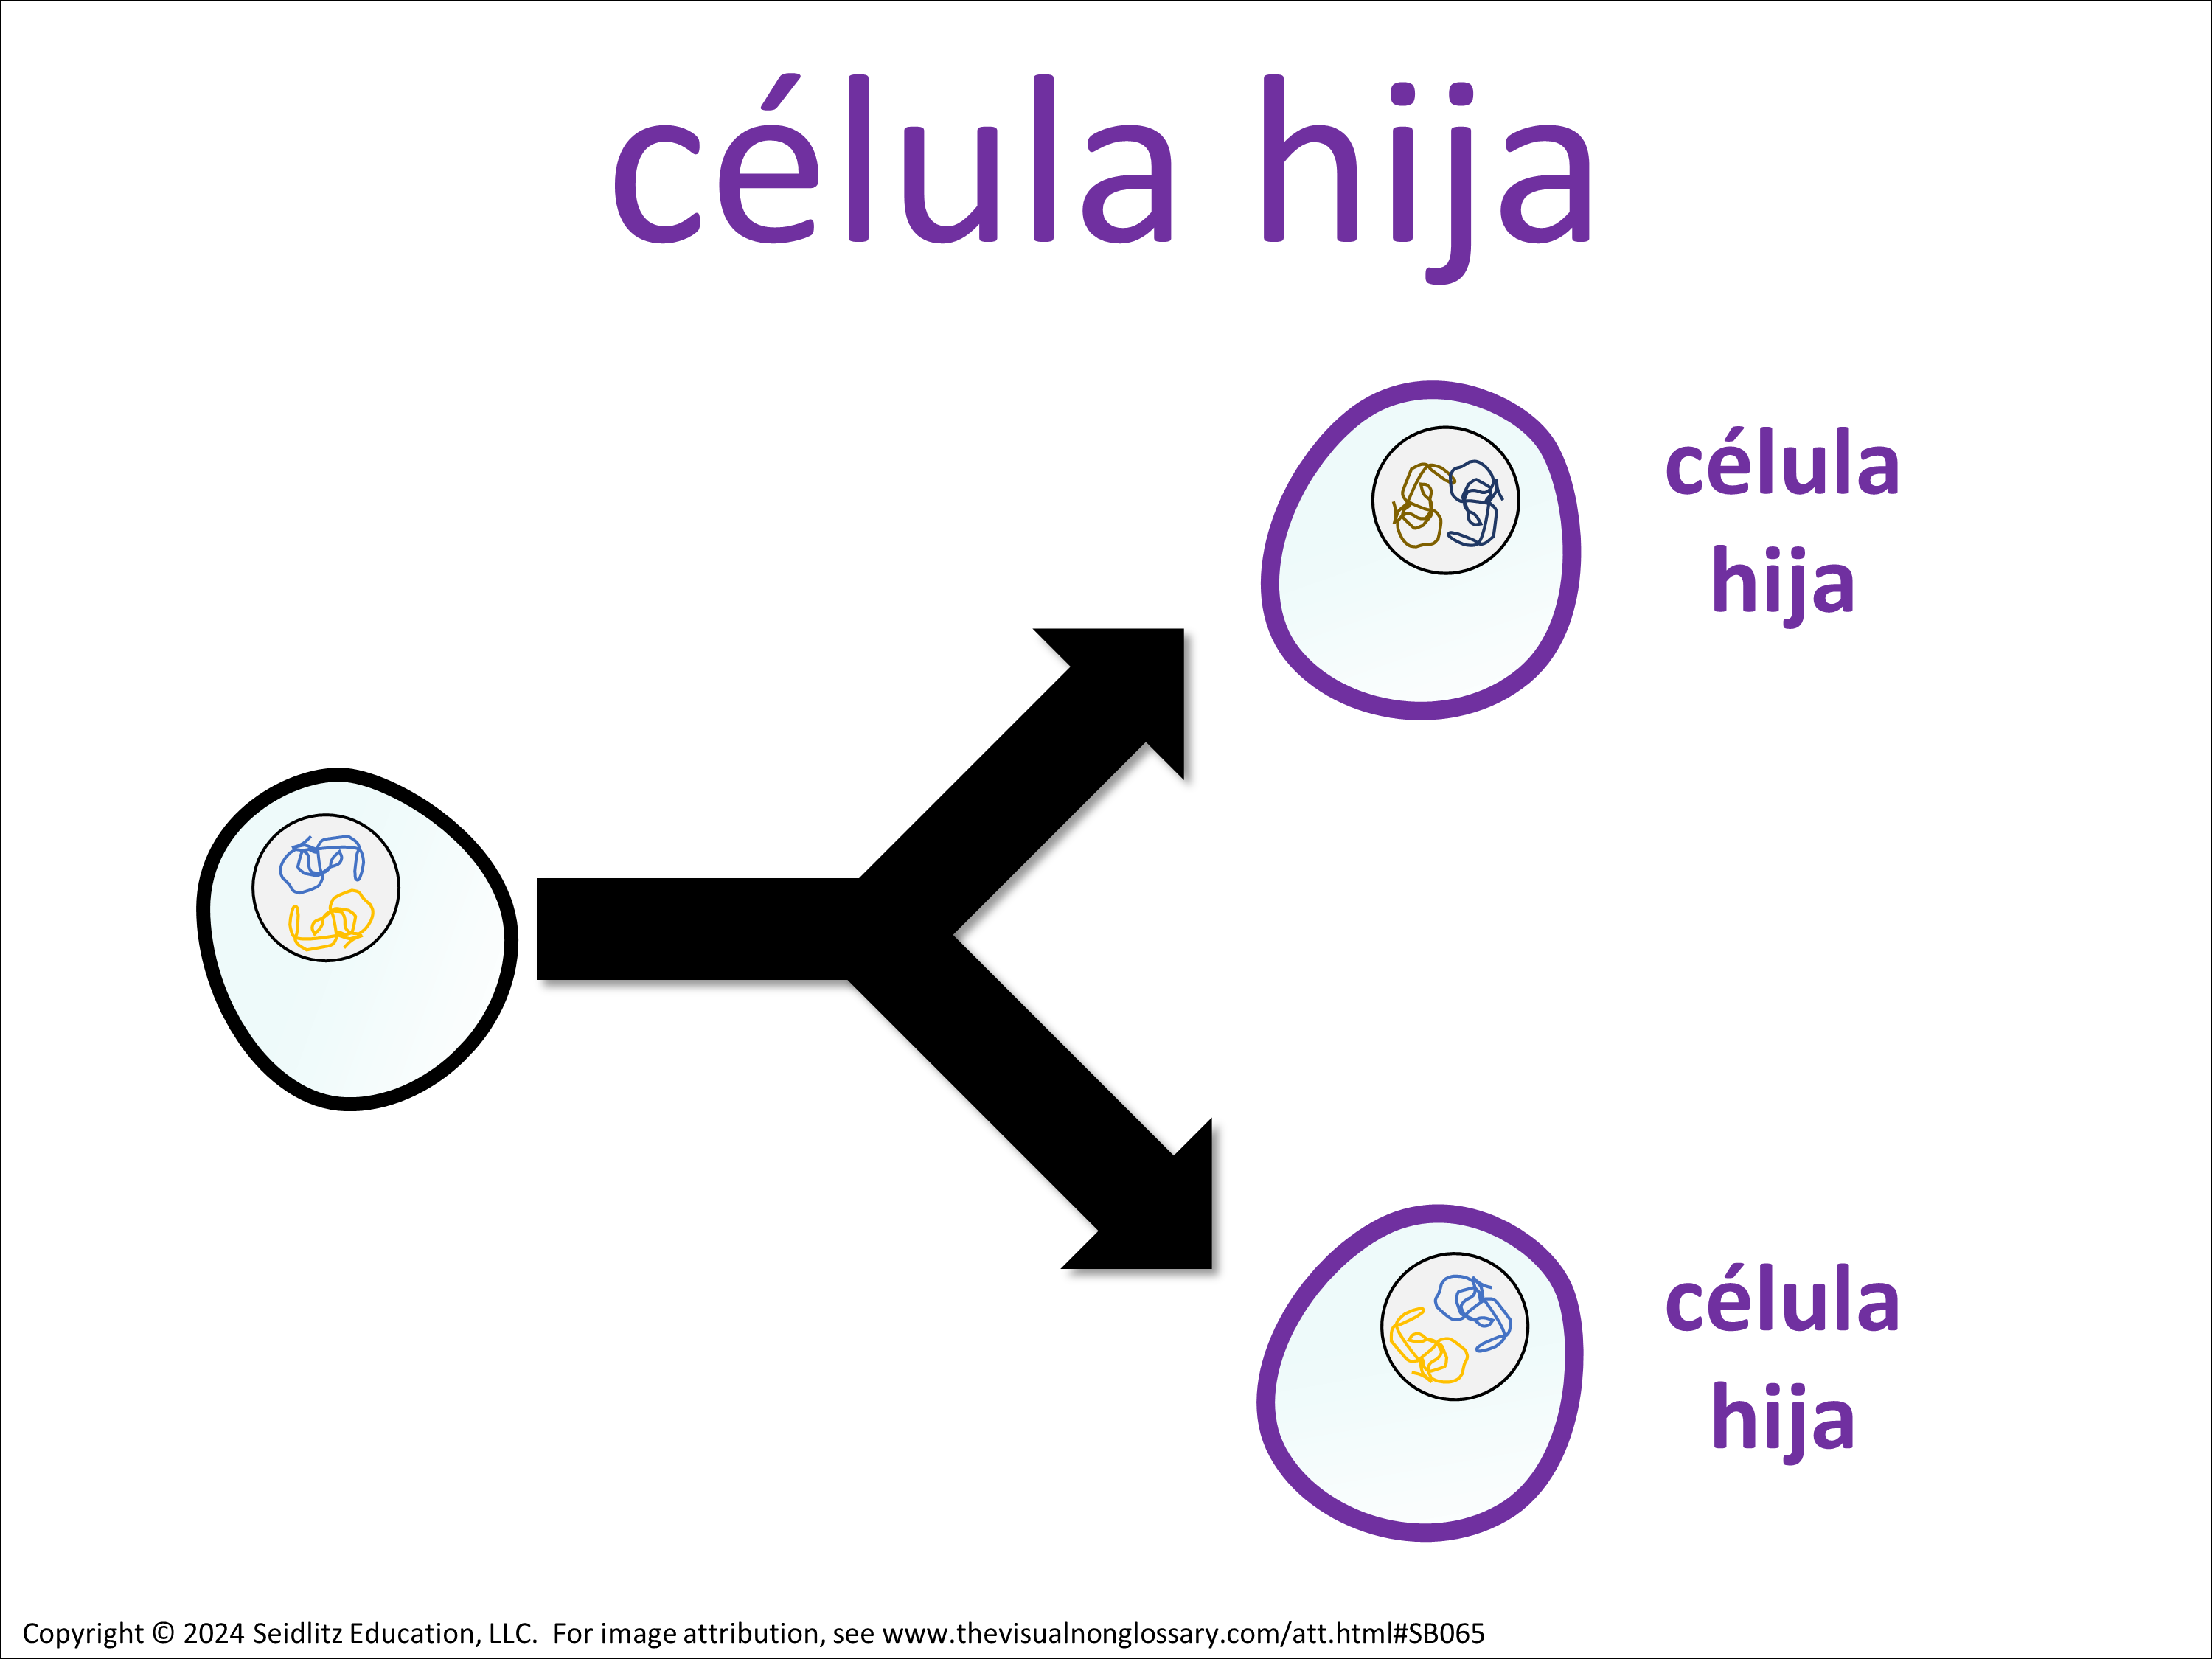 célula hija
célula
hija
célula
hija
Copyright © 2024 Seidlitz Education, LLC.  For image attribution, see www.thevisualnonglossary.com/att.html#SB065